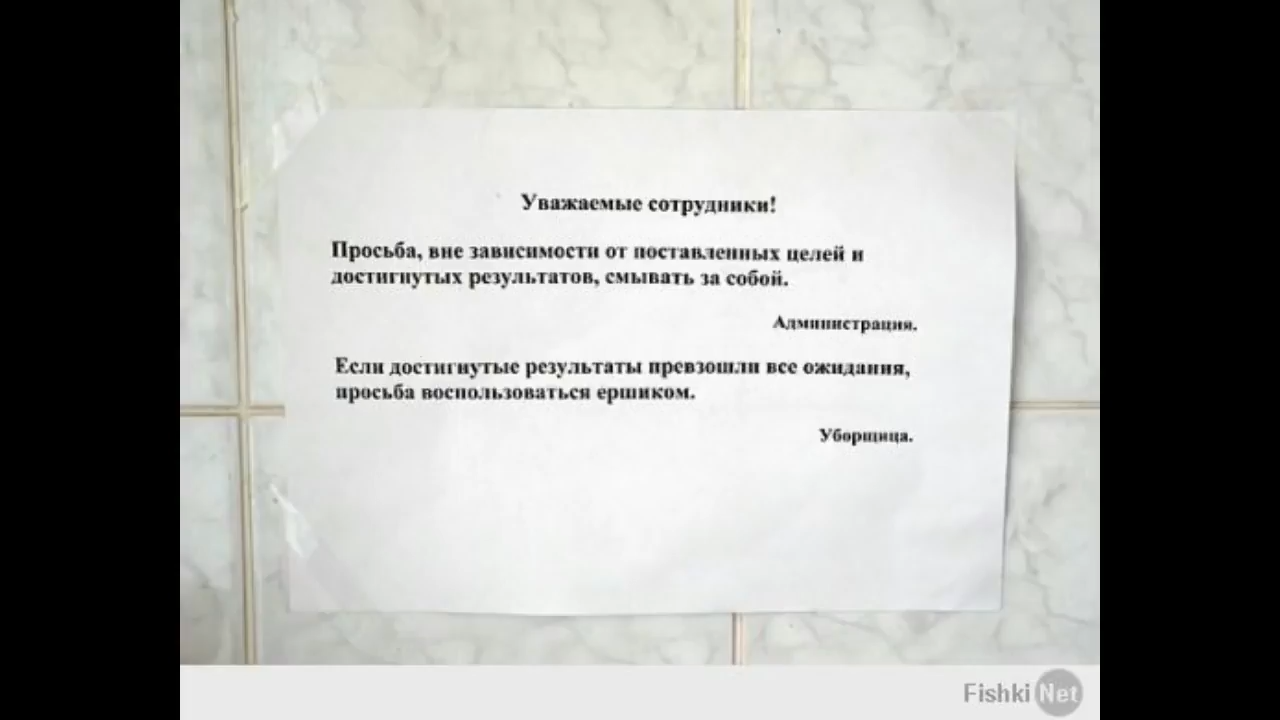 Уважаемые сотрудники!
Просьба, вне зависимости от поставленных целей и
достигнутых результатов, смывать за собой.
Администрация.
Если достигнутые результаты превзошли все ожидания,
просьба воспользоваться ершиком.
Уборщица.
Fishki Net